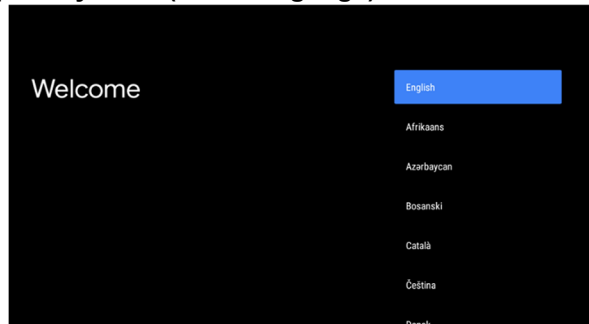 Welcome
English
Afrikaans
Azərbaycan
Bosanski
Català
Čeština